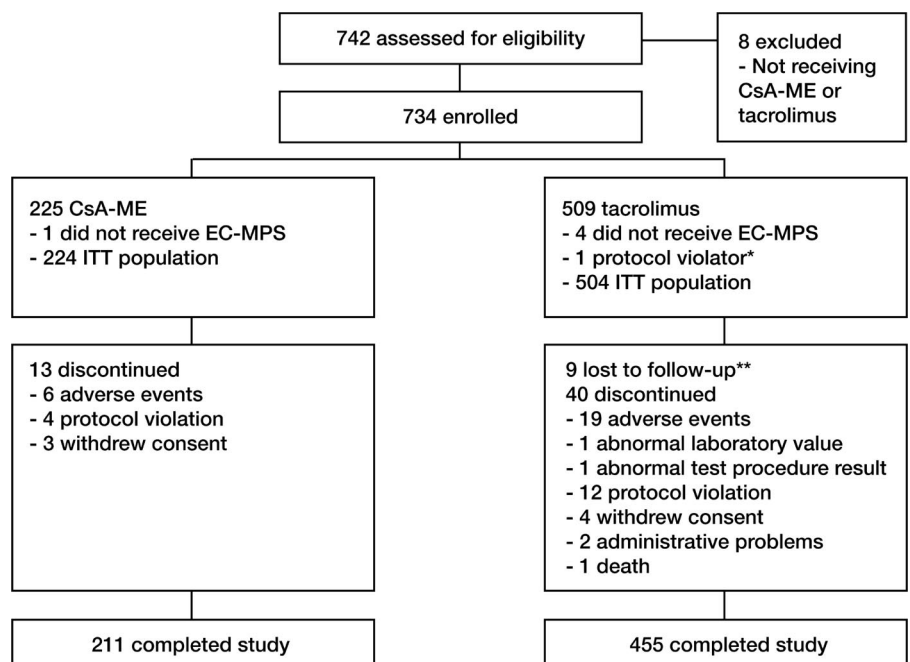 742 assessed for eligibility
8 excluded
- Not receiving
CsA-ME or
tacrolimus
734 enrolled
225 CsA-ME
- 1 did not receive EC-MPS
- 224 ITT population
509 tacrolimus
- 4 did not receive EC-MPS
- 1 protocol violator*
- 504 ITT population
13 discontinued
- 6 adverse events
- 4 protocol violation
- 3 withdrew consent
9 lost to follow-up**
40 discontinued
- 19 adverse events
- 1 abnormal laboratory value
- 1 abnormal test procedure result
- 12 protocol violation
- 4 withdrew consent
- 2 administrative problems
- 1 death
211 completed study
455 completed study